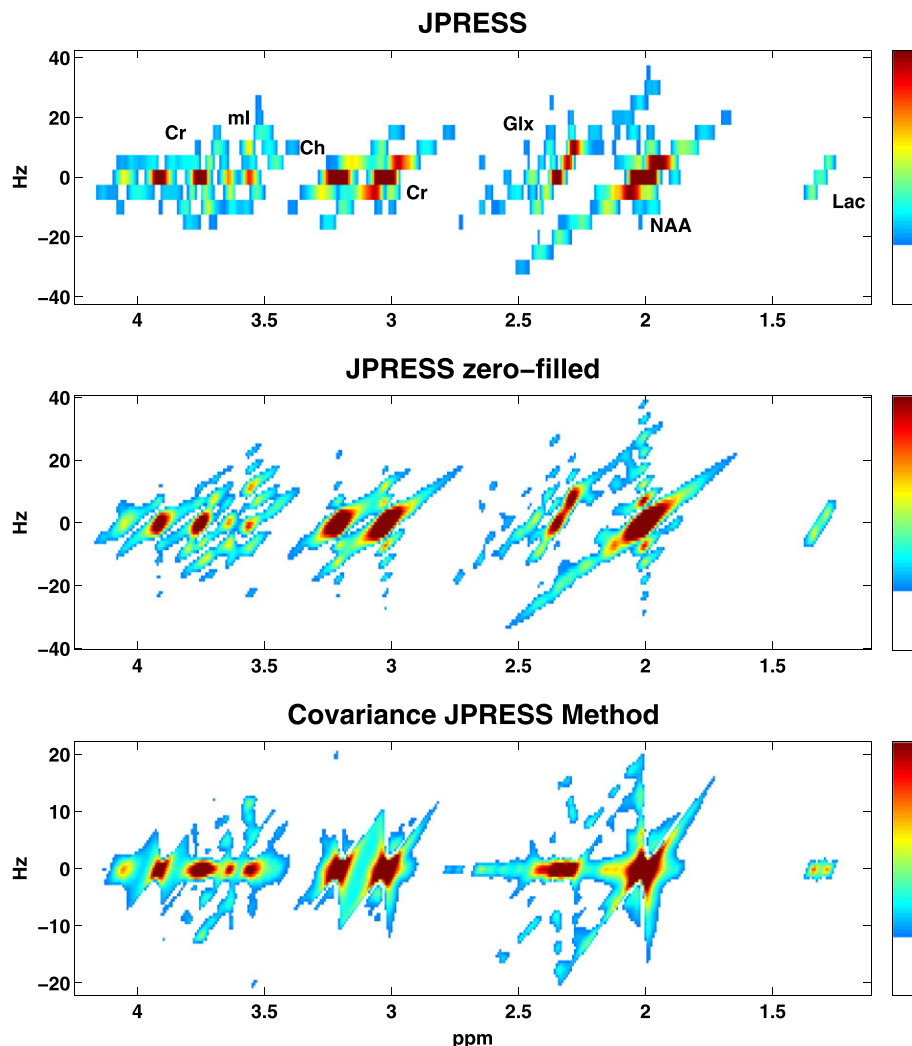 JPRESS
40
20
0
−20
−40
Hz
Cr
mI
Ch
Cr
Glx
NAA
Lac
4 3.5 3 2.5 2 1.5
JPRESS zero−filled
40
20
0
−20
−40
Hz
4 3.5 3 2.5 2 1.5
Covariance JPRESS Method
20
10
0
−10
−20
Hz
4 3.5 3 2.5 2 1.5
ppm